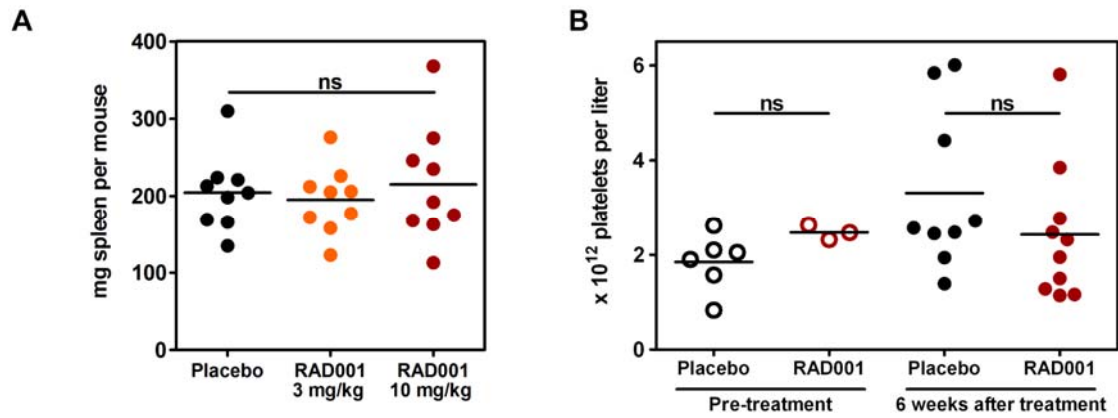 A
mg spleen per mouse
400
300
200
100
0
ns
Placebo
RAD001
3 mg/kg
RAD001
10 mg/kg
B
x 10¹² platelets per liter
6
4
2
0
ns
ns
Placebo
RAD001
Placebo
RAD001
Pre-treatment
6 weeks after treatment